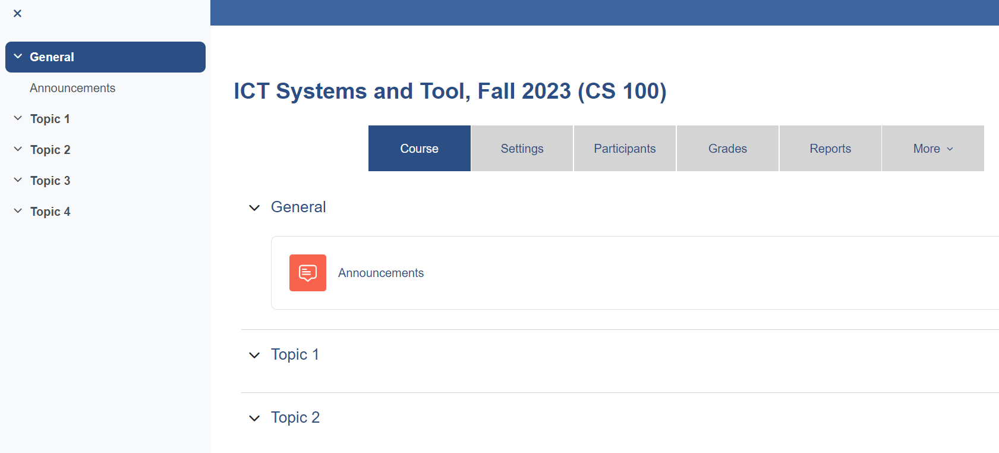 General
Announcements
Topic 1
Topic 2
Topic 3
Topic 4
ICT Systems and Tool, Fall 2023 (CS 100)
Course Settings Participants Grades Reports More
General
Announcements
Topic 1
Topic 2